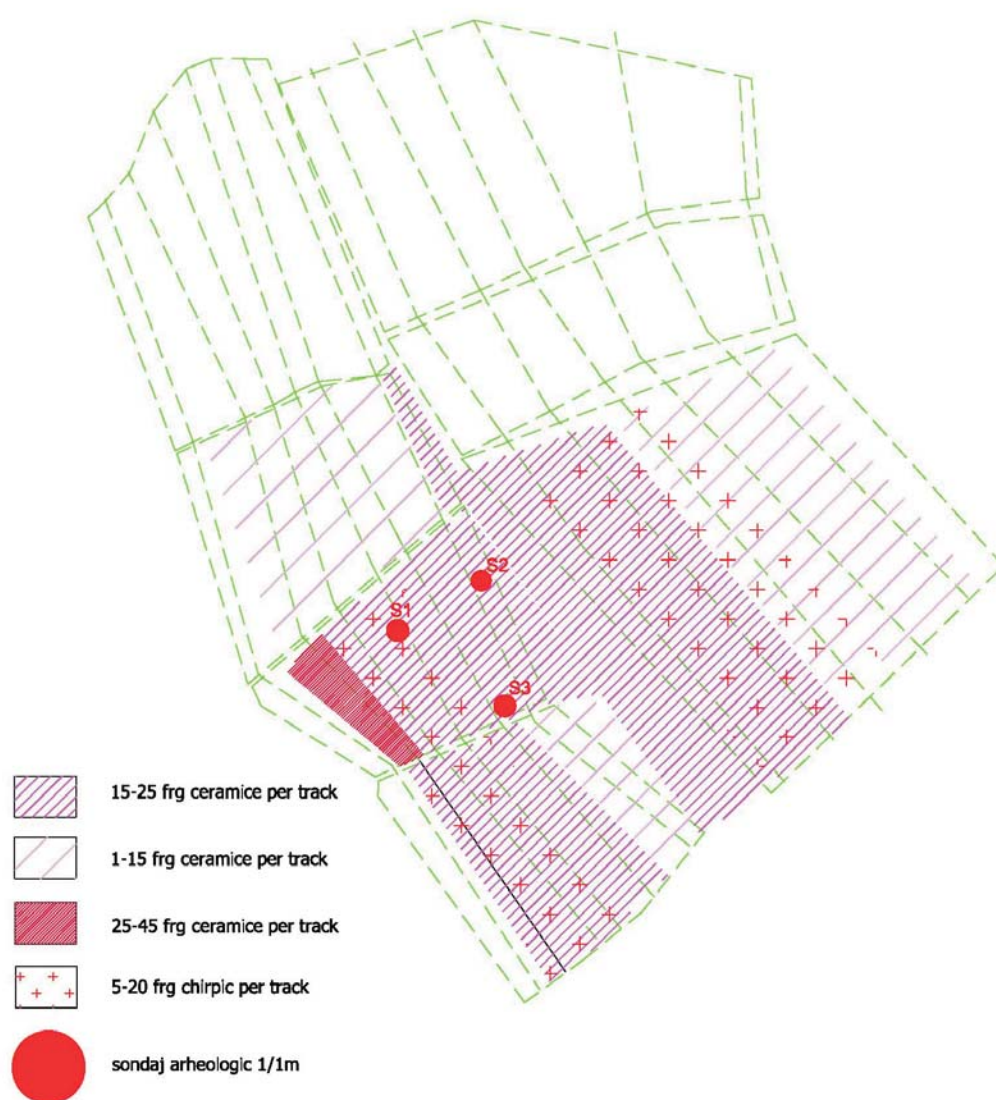 S2
S1
S3
15-25 frg ceramice per track
1-15 frg ceramice per track
25-45 frg ceramice per track
5-20 frg chirpic per track
sondaj arheologic 1/1m